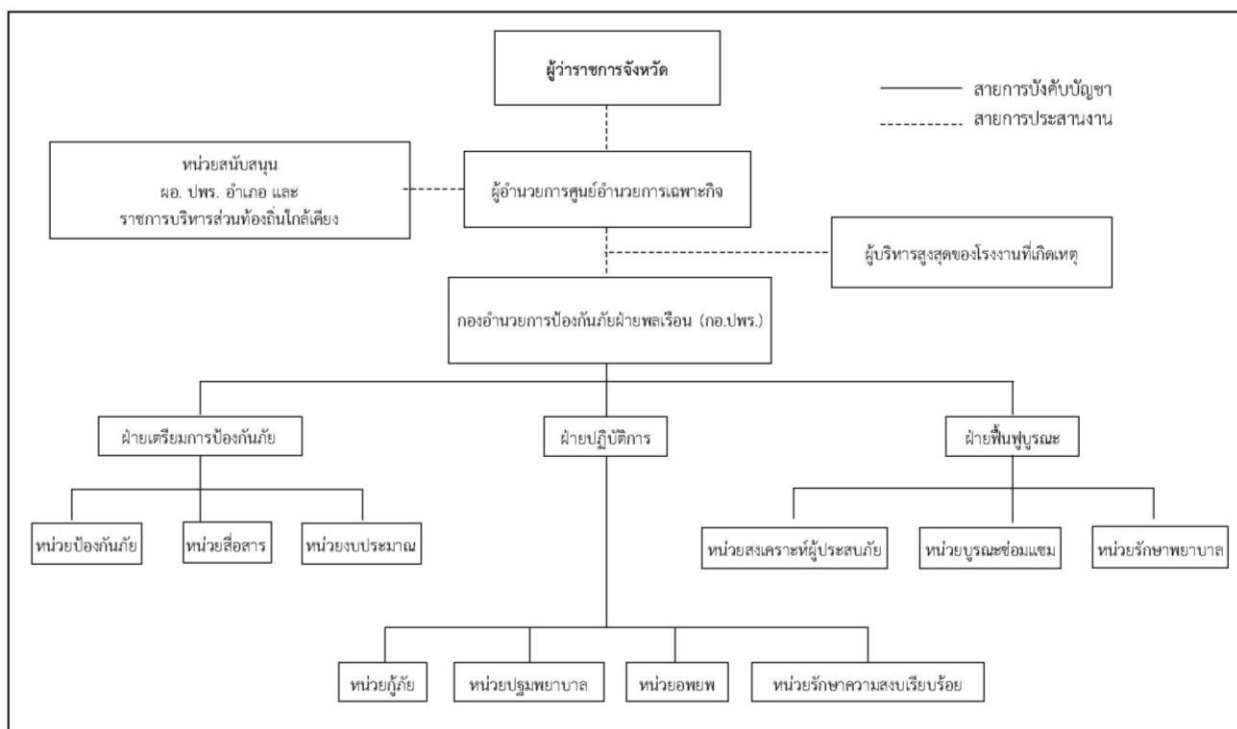 ผู้ว่าราชการจังหวัด
สายการบังคับบัญชา
สายการประสานงาน
หน่วยสนับสนุน
ผอ. ปพร. อำเภอ และ
ราชการบริหารส่วนท้องถิ่นใกล้เคียง
ผู้อำนวยการศูนย์อำนวยการเฉพาะกิจ
ผู้บริหารสูงสุดของโรงงานที่เกิดเหตุ
กองอำนวยการป้องกันภัยฝ่ายพลเรือน (กอ.ปพร.)
ฝ่ายเตรียมการป้องกันภัย
ฝ่ายปฏิบัติการ
ฝ่ายฟื้นฟูบูรณะ
หน่วยป้องกันภัย
หน่วยสื่อสาร
หน่วยงบประมาณ
หน่วยสงเคราะห์ผู้ประสบภัย
หน่วยบูรณะซ่อมแซม
หน่วยรักษาพยาบาล
หน่วยกู้ภัย
หน่วยปฐมพยาบาล
หน่วยอพยพ
หน่วยรักษาความสงบเรียบร้อย